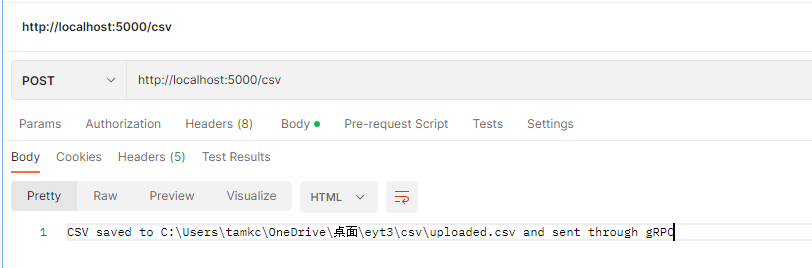 http://localhost:5000/csv
POST http://localhost:5000/csv
Params Authorization Headers (8) Body Pre-request Script Tests Settings
Body Cookies Headers (5) Test Results
Pretty Raw Preview Visualize HTML
1 CSV saved to C:\Users\tamkc\OneDrive\桌面\eyt3\csv\uploaded.csv and sent through gRPC